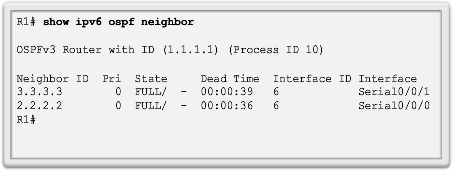 R1# show ipv6 ospf neighbor
OSPFv3 Router with ID (1.1.1.1) (Process ID 10)
Neighbor ID Pri State Dead Time Interface ID Interface
3.3.3.3 0 FULL/ - 00:00:39 6 Serial0/0/1
2.2.2.2 0 FULL/ - 00:00:36 6 Serial0/0/0
R1#